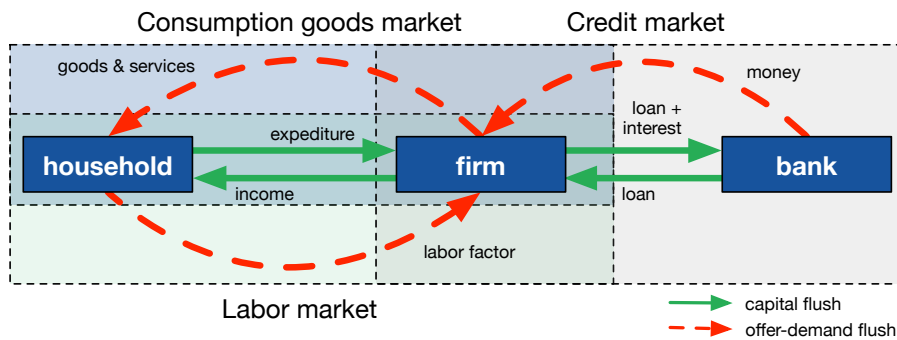 Consumption goods market
Credit market
goods & services
money
loan +
interest
expediture
household
firm
bank
income
loan
labor factor
Labor market
capital flush
offer-demand flush